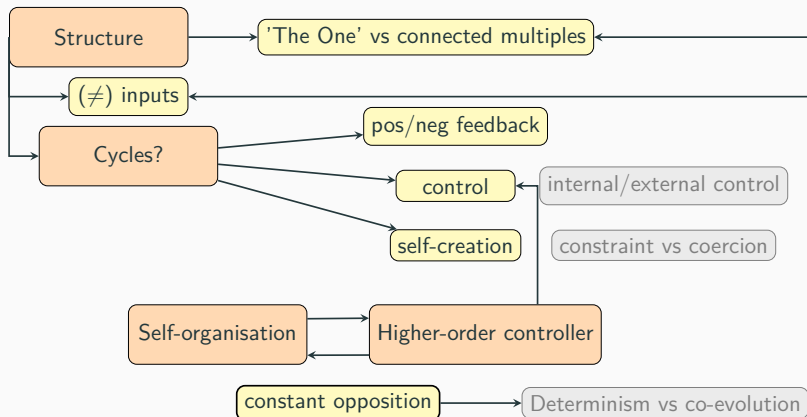 Structure
'The One' vs connected multiples
(≠) inputs
pos/neg feedback
Cycles?
control
internal/external control
self-creation
constraint vs coercion
Self-organisation
Higher-order controller
constant opposition
Determinism vs co-evolution